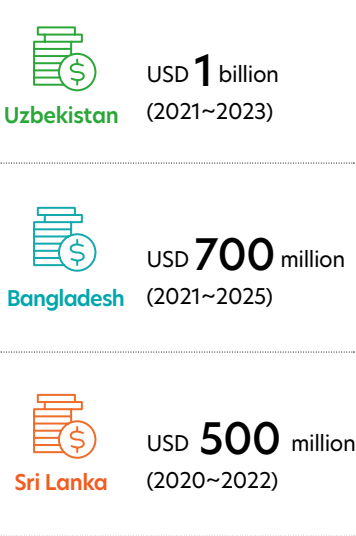 USD 1 billion
Uzbekistan (2021~2023)
USD 700 million
Bangladesh (2021~2025)
USD 500 million
Sri Lanka (2020~2022)